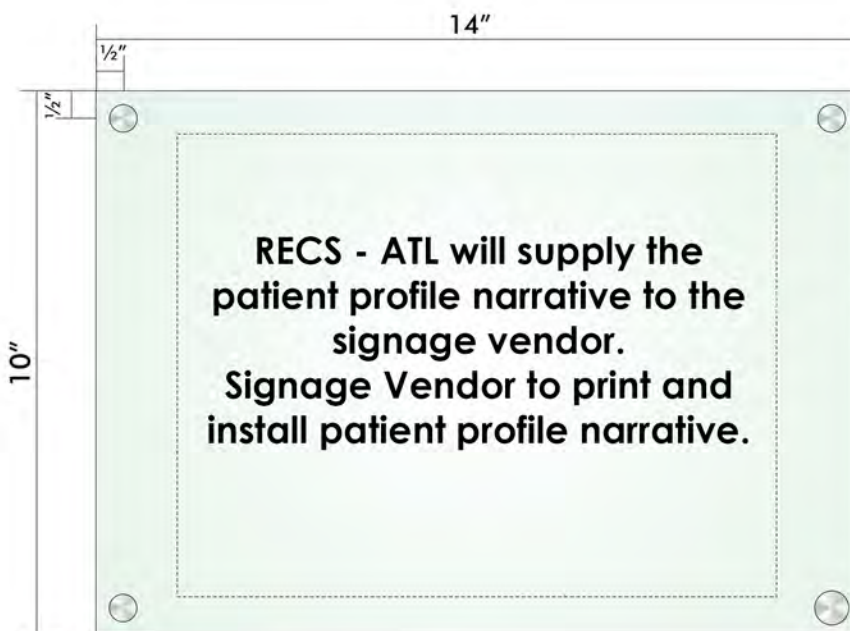 14″
½″
½″
10″
RECS - ATL will supply the
patient profile narrative to the
signage vendor.
Signage Vendor to print and
install patient profile narrative.